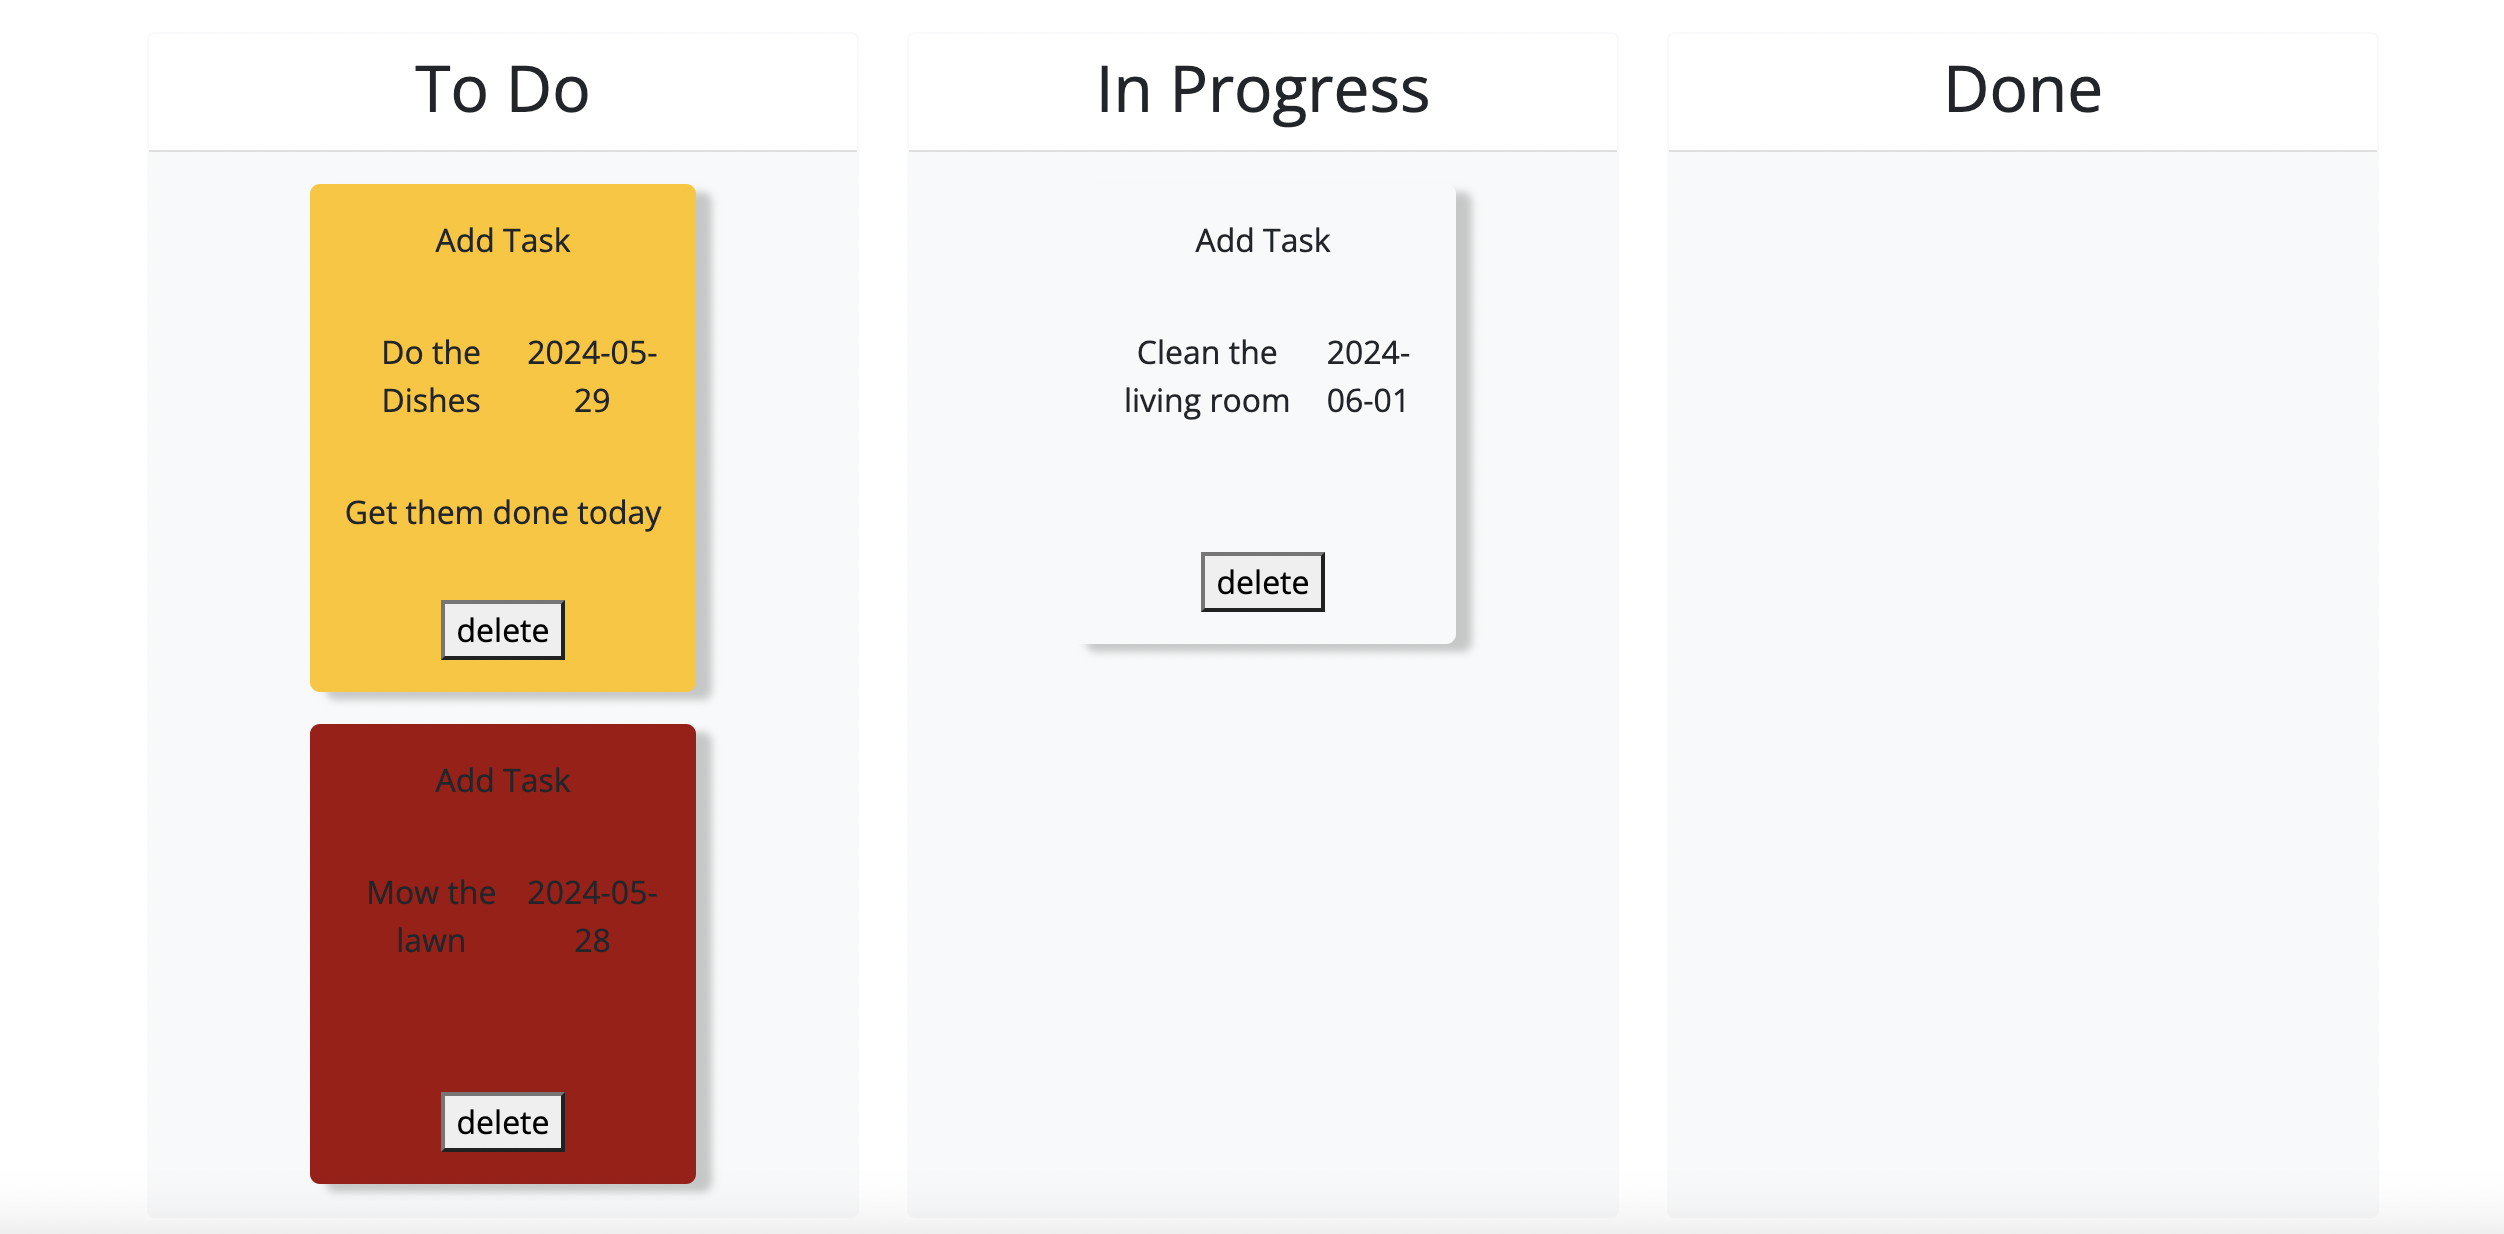 To Do
Add Task
Do the 2024-05-
Dishes 29
Get them done today
delete
Add Task
Mow the 2024-05-
lawn 28
delete
In Progress
Add Task
Clean the 2024-
living room 06-01
delete
Done